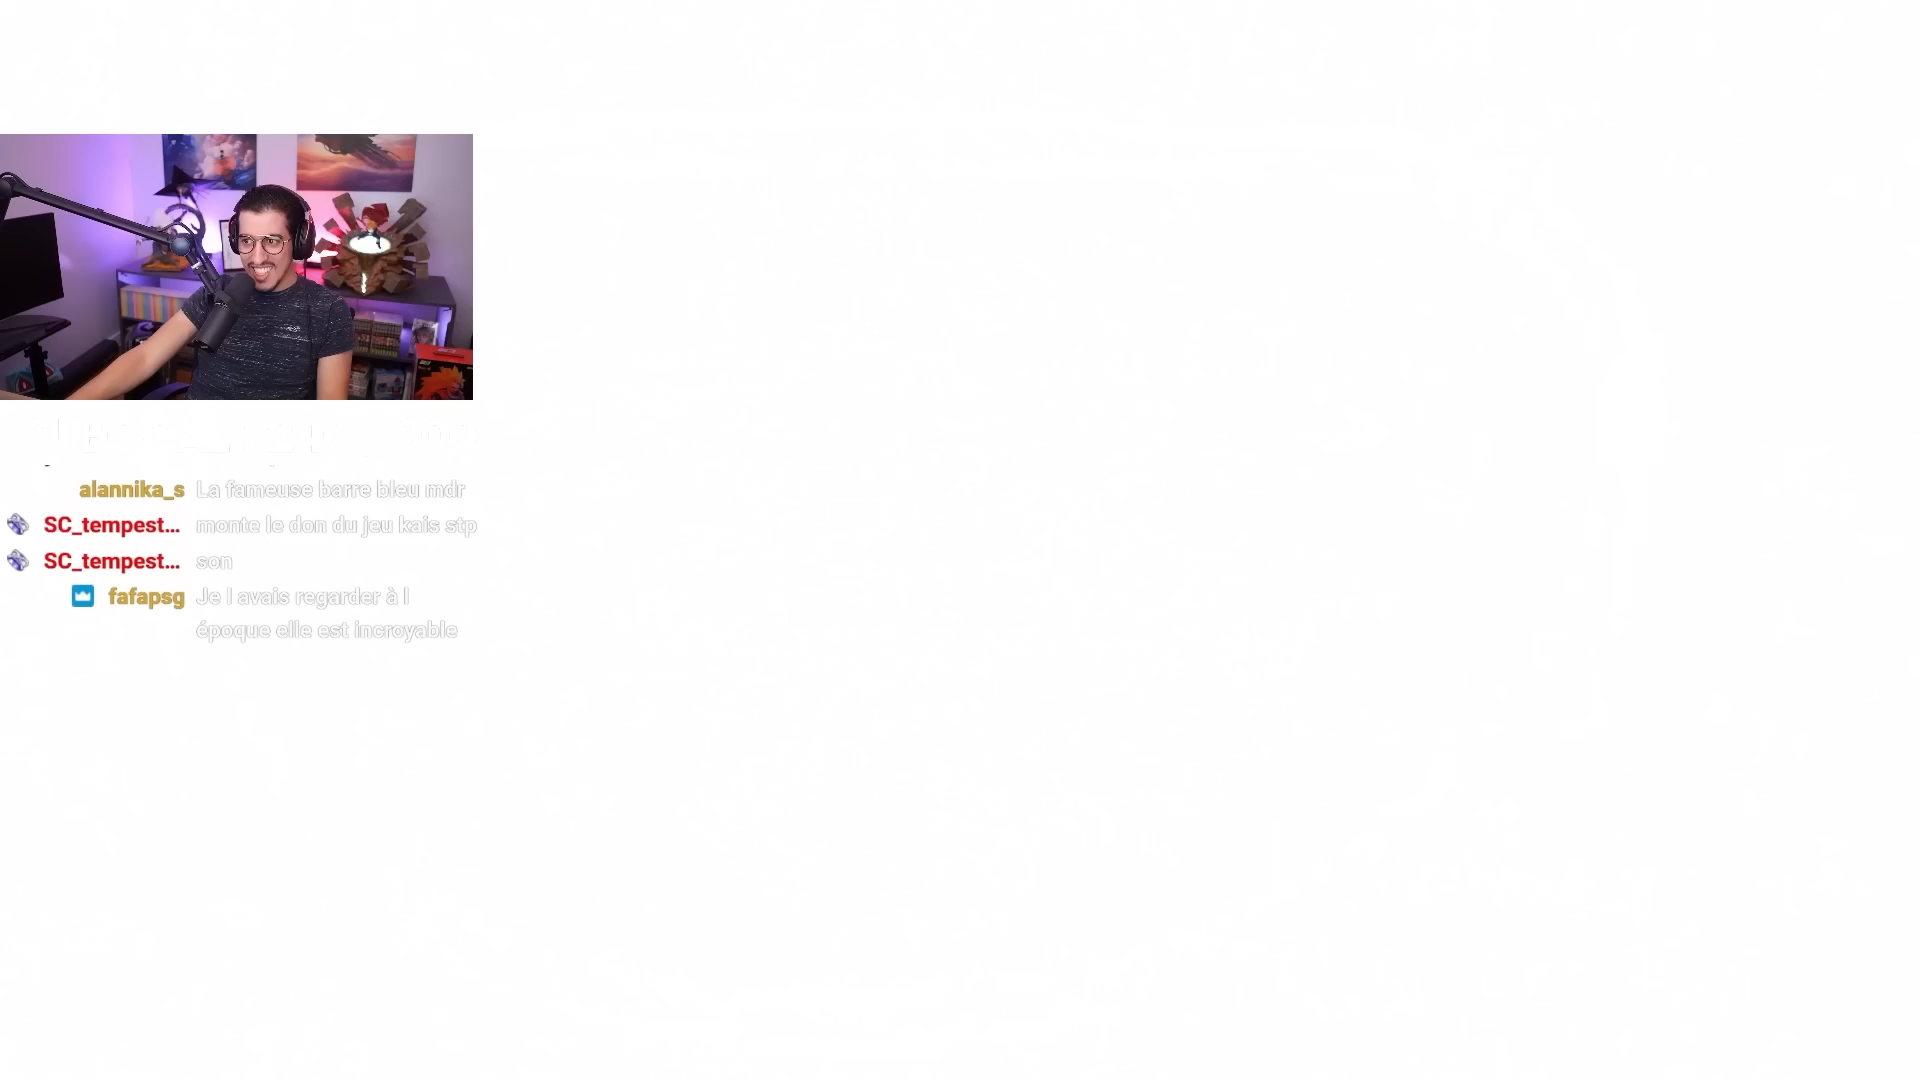 alannika_s La fameuse barre bleu mdr
SC_tempest... monte le don du jeu kais stp
SC_tempest... son
fafapsg Je l avais regarder à l
époque elle est incroyable